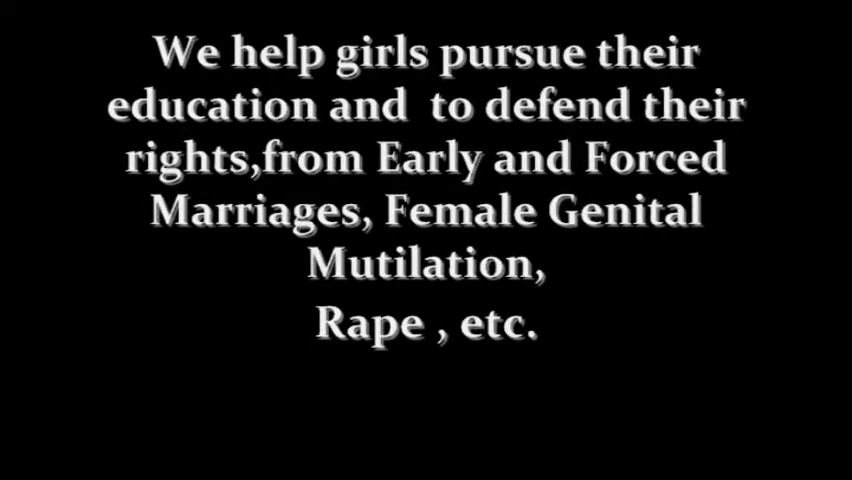 We help girls pursue their
education and  to defend their
rights,from Early and Forced
Marriages, Female Genital
Mutilation,
Rape , etc.